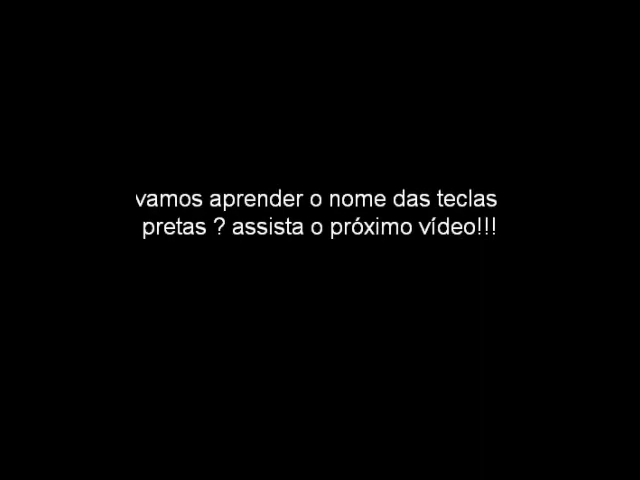 vamos aprender o nome das teclas
pretas ? assista o próximo vídeo!!!